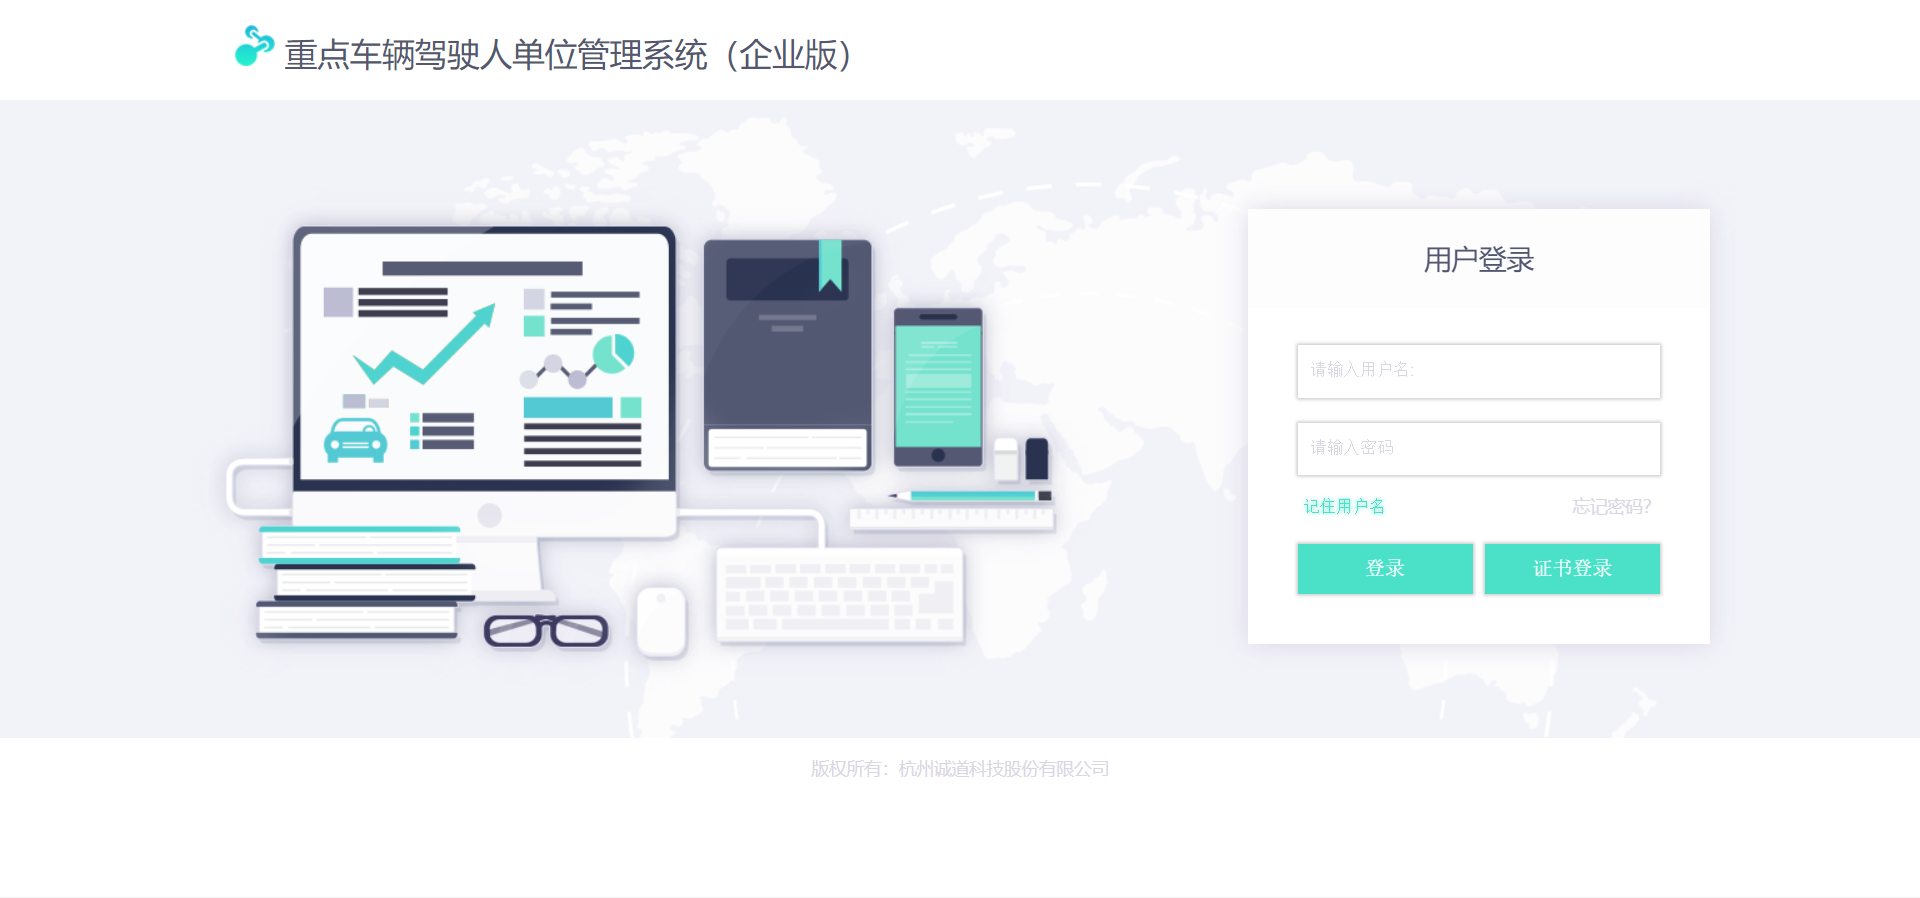 重点车辆驾驶人单位管理系统（企业版）
用户登录
请输入用户名:
请输入密码
记住用户名
忘记密码?
登录
证书登录
版权所有：杭州诚道科技股份有限公司